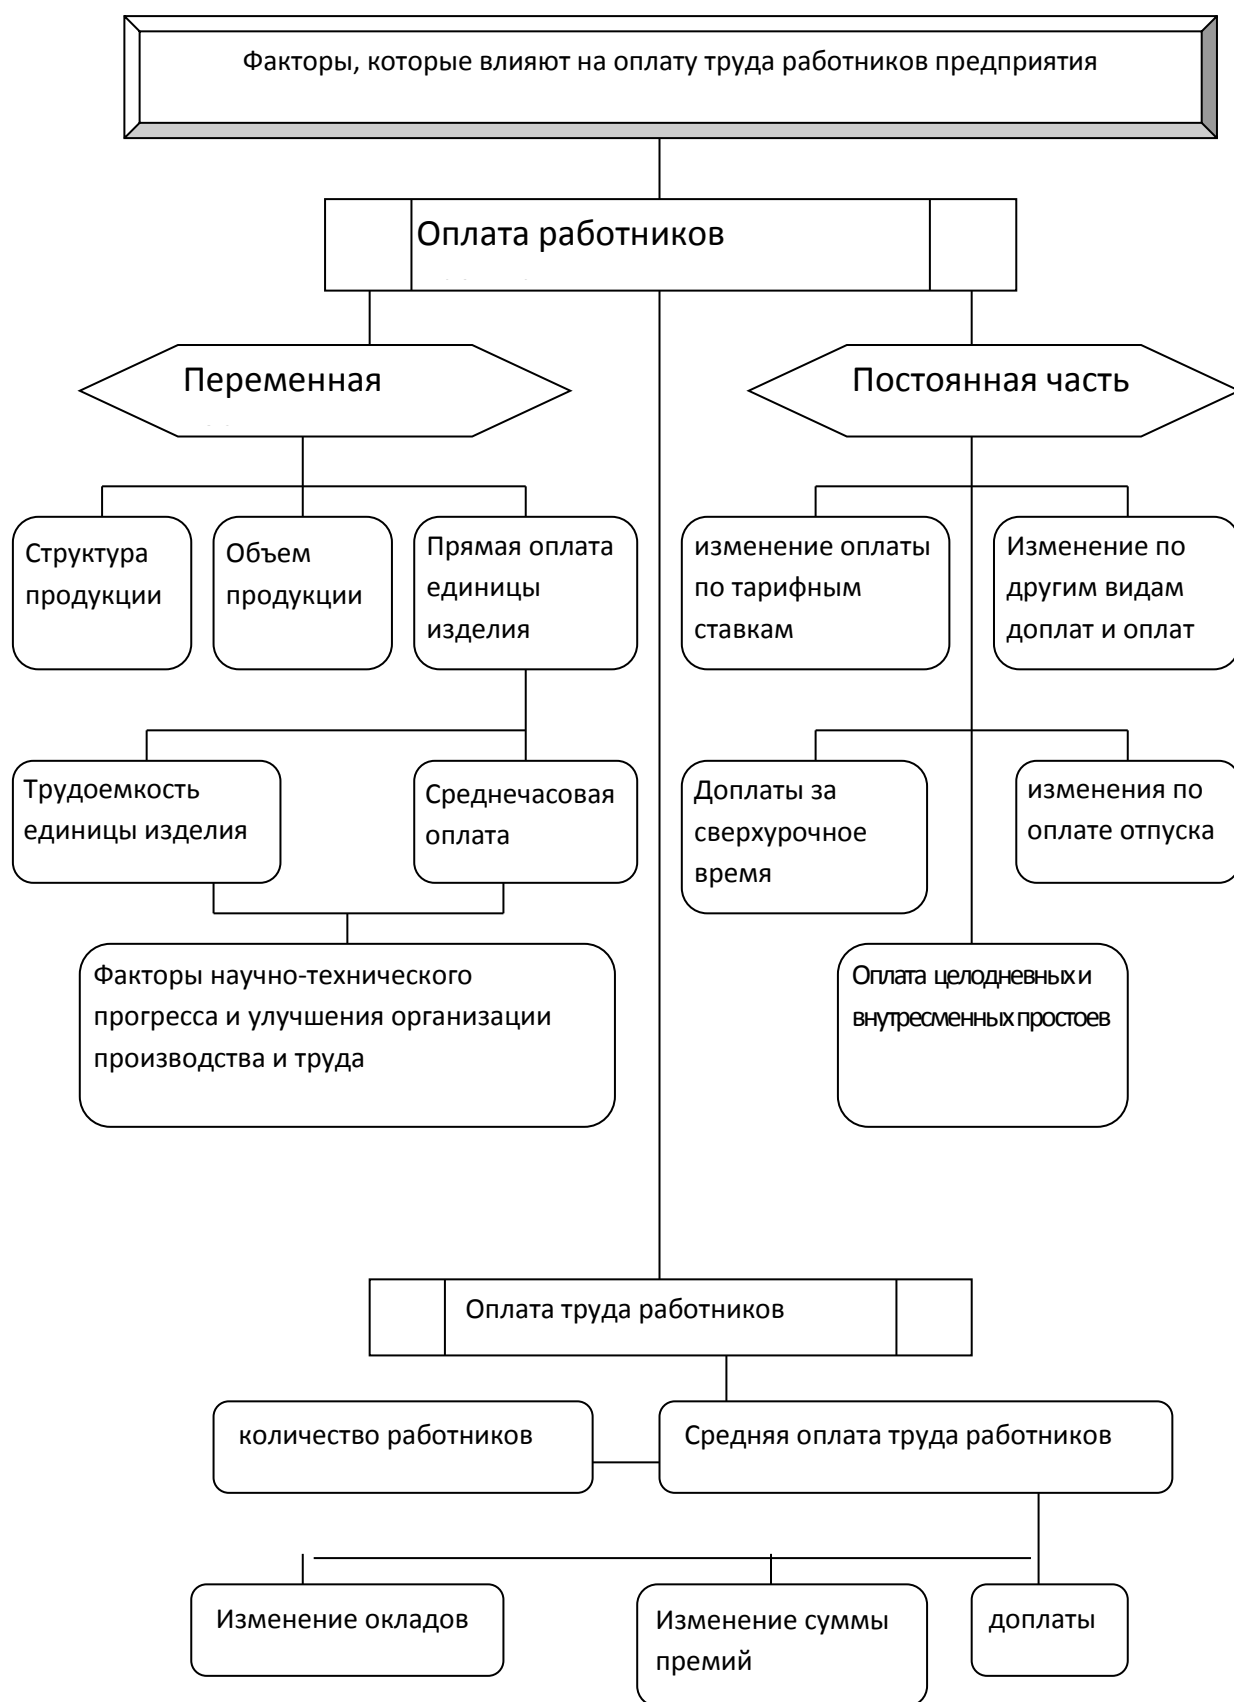 Факторы, которые влияют на оплату труда работников предприятия
Оплата работников
Переменная
Постоянная часть
Структура
продукции
Объем
продукции
Прямая оплата
единицы
изделия
изменение оплаты
по тарифным
ставкам
Изменение по
другим видам
доплат и оплат
Трудоемкость
единицы изделия
Среднечасовая
оплата
Доплаты за
сверхурочное
время
изменения по
оплате отпуска
Факторы научно-технического
прогресса и улучшения организации
производства и труда
Оплата целодневных и
внутресменных простоев
Оплата труда работников
количество работников
Средняя оплата труда работников
Изменение окладов
Изменение суммы
премий
доплаты